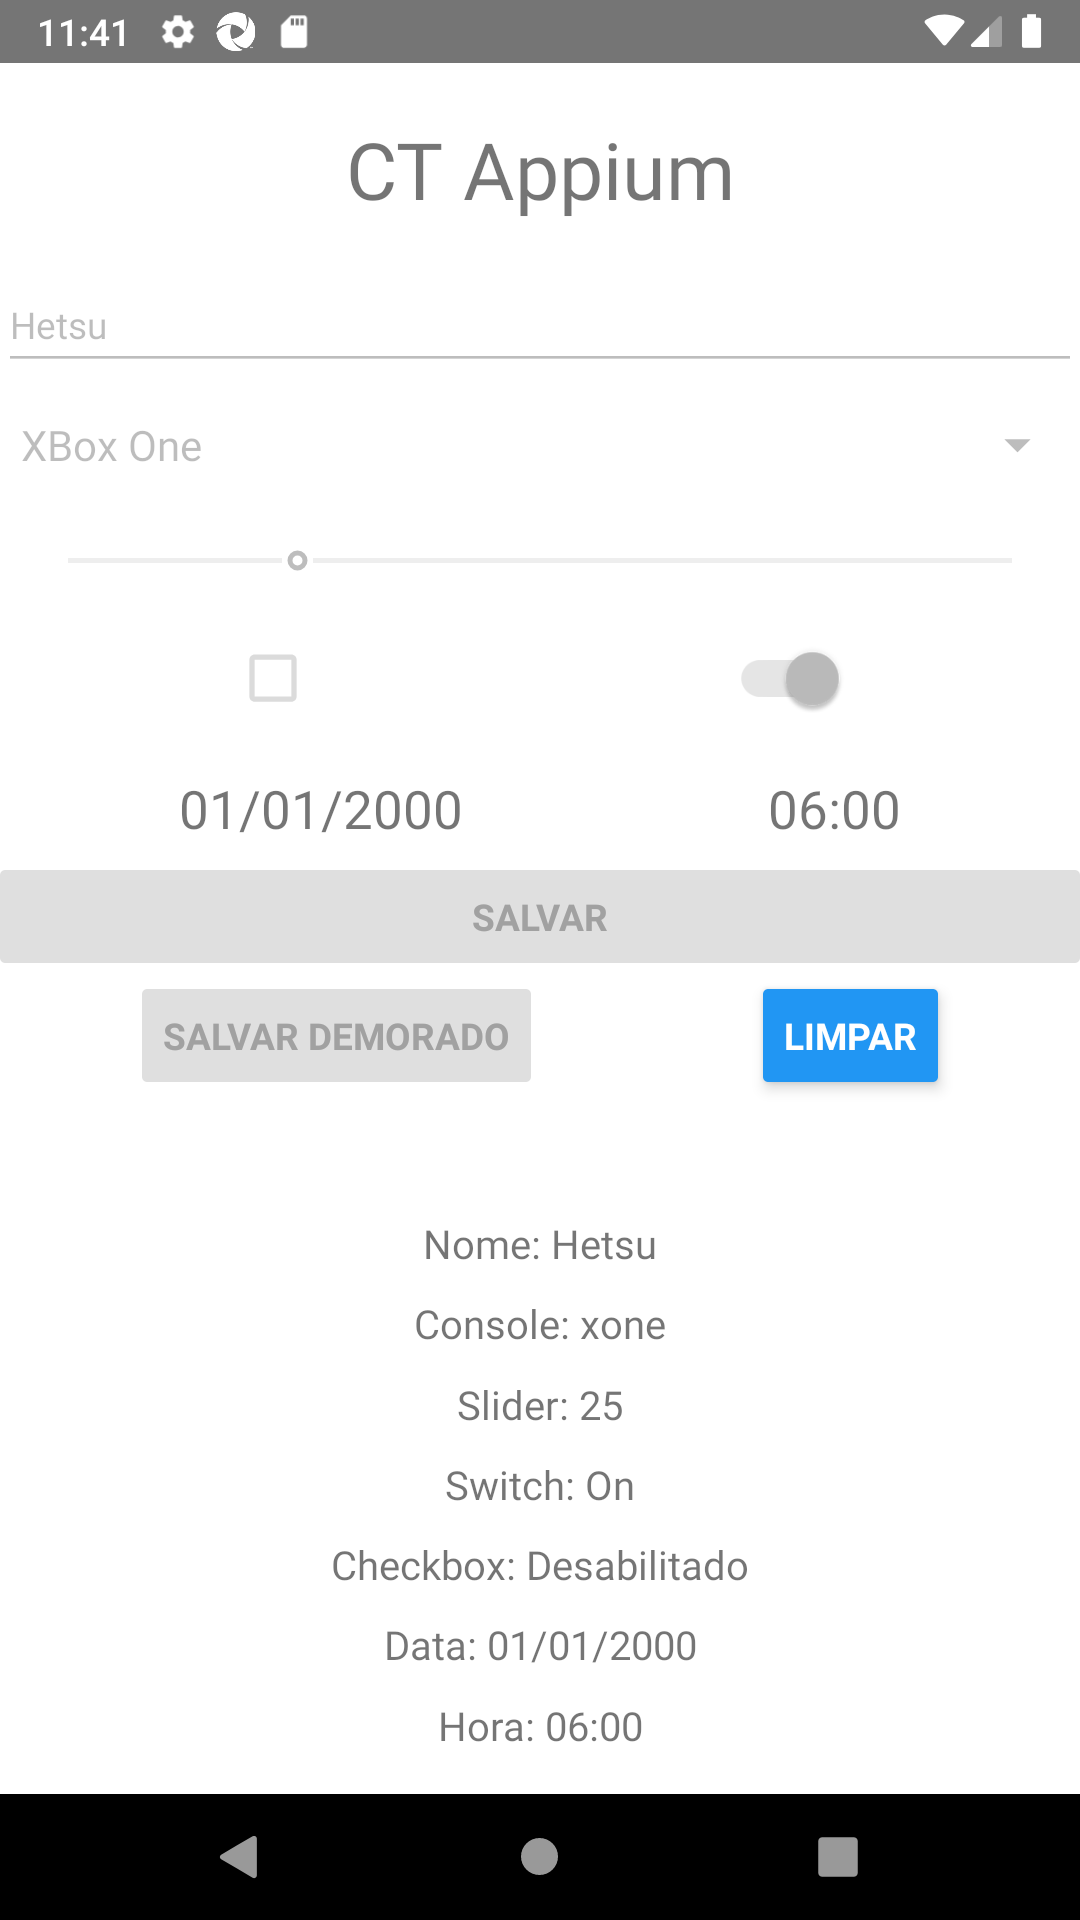 11:41
CT Appium
Hetsu
XBox One
01/01/2000 06:00
SALVAR
SALVAR DEMORADO LIMPAR
Nome: Hetsu
Console: xone
Slider: 25
Switch: On
Checkbox: Desabilitado
Data: 01/01/2000
Hora: 06:00